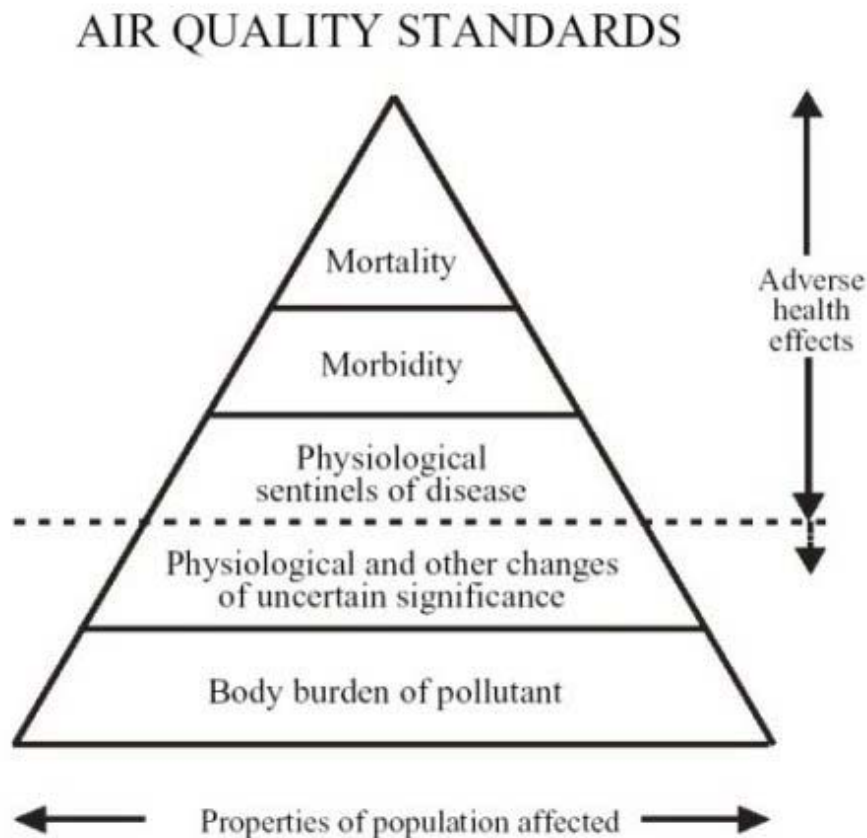 AIR QUALITY STANDARDS
Mortality
Adverse
health
effects
Morbidity
Physiological
sentinels of disease
Physiological and other changes
of uncertain significance
Body burden of pollutant
Properties of population affected